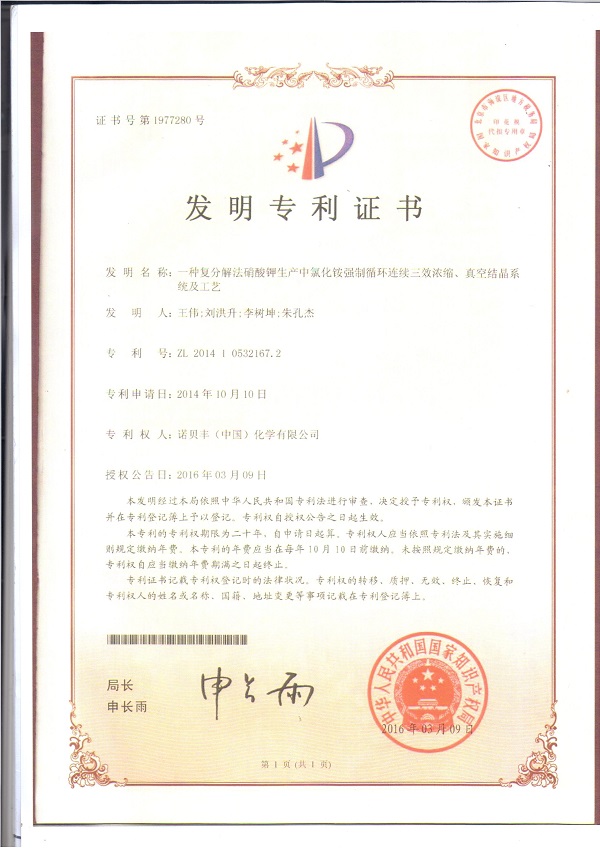 证书号第1977280号
印花税
代扣专用章
发明专利证书
发明名称：一种复分解法硝酸钾生产中氯化铵强制循环连续三效浓缩、真空结晶系
统及工艺
发明人：王伟;刘洪升;李树坤;朱孔杰
专利号：ZL 2014 1 0532167.2
专利申请日：2014年10月10日
专利权人：诺贝丰（中国）化学有限公司
授权公告日：2016年03月09日
本发明经过本局依照中华人民共和国专利法进行审查，决定授予专利权，颁发本证书
并在专利登记簿上予以登记。专利权自授权公告之日起生效。
本专利的专利权期限为二十年，自申请日起算。专利权人应当依照专利法及其实施细
则规定缴纳年费。本专利的年费应当在每年10月10日前缴纳。未按照规定缴纳年费的，
专利权自应当缴纳年费期满之日起终止。
专利证书记载专利权登记时的法律状况。专利权的转移、质押、无效、终止、恢复和
专利权人的姓名或名称、国籍、地址变更等事项记载在专利登记簿上。
局长
申长雨
申长雨
中华人民共和国国家知识产权局
2016年03月09日
第1页(共1页)